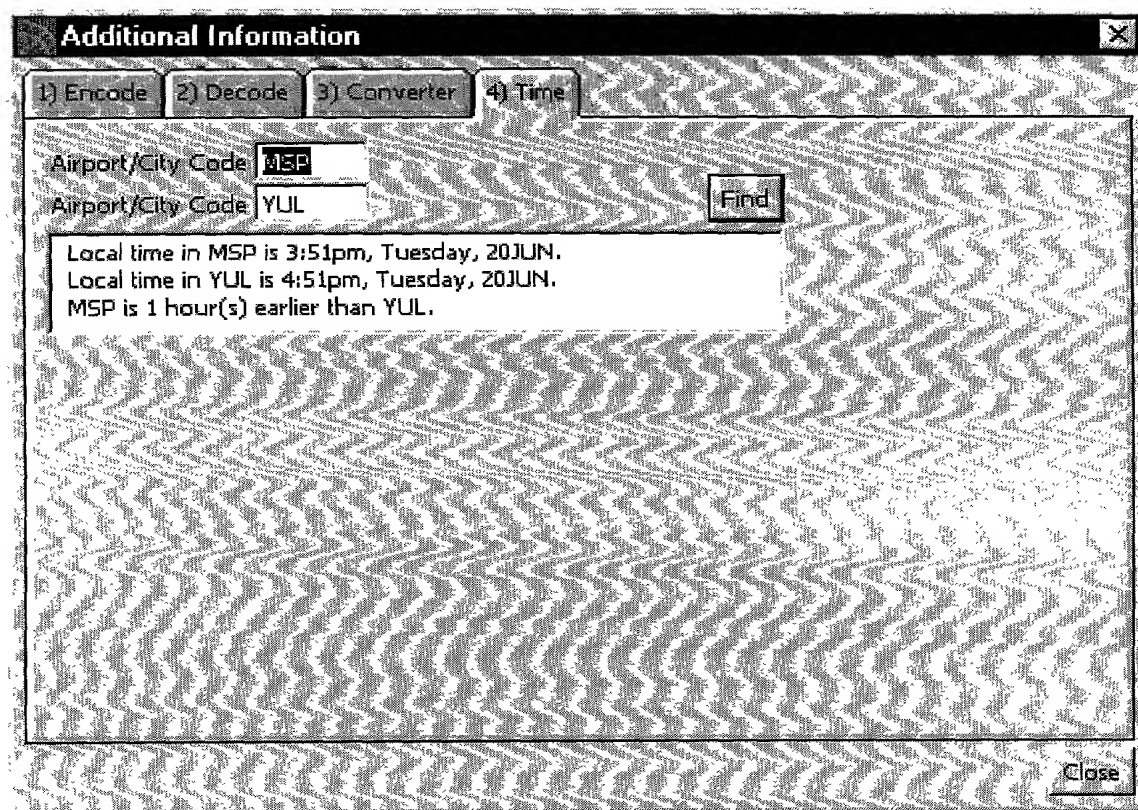 Additional Information
1) Encode 2) Decode 3) Converter 4) Time
Airport/City Code MSP
Airport/City Code YUL
Find
Local time in MSP is 3:51pm, Tuesday, 20JUN.
Local time in YUL is 4:51pm, Tuesday, 20JUN.
MSP is 1 hour(s) earlier than YUL.
Close